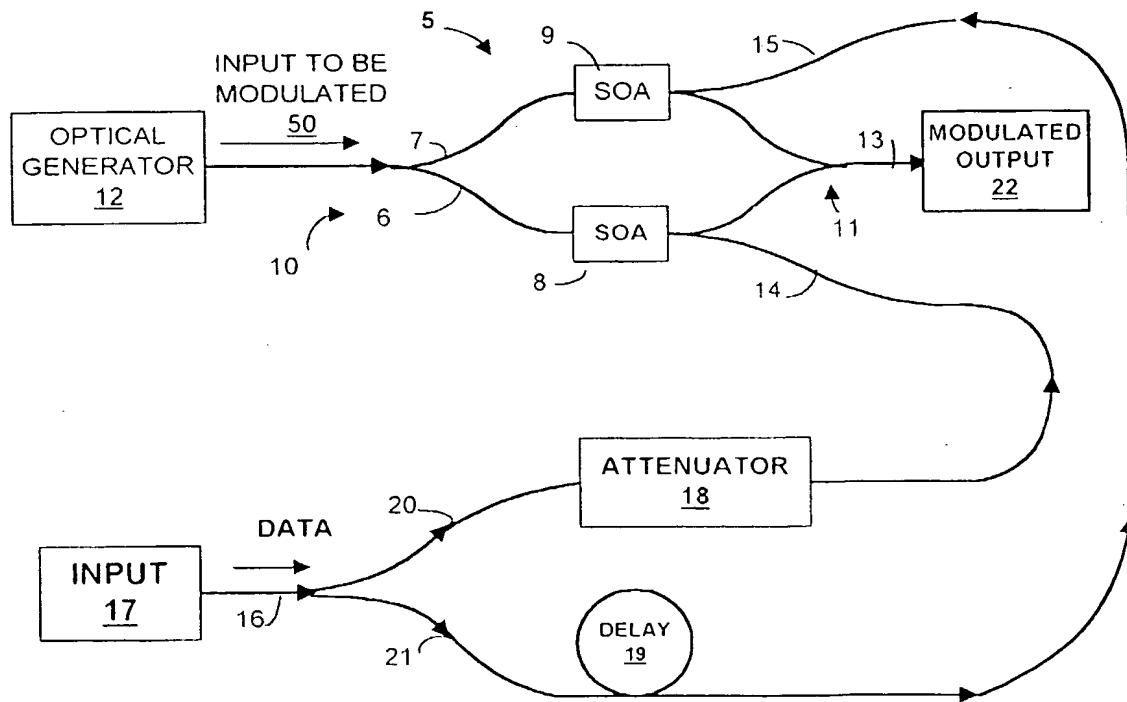 5
9
15
INPUT TO BE
MODULATED
50
SOA
OPTICAL
GENERATOR
12
7
13
MODULATED
OUTPUT
22
6
SOA
11
10
8
14
ATTENUATOR
18
20
DATA
INPUT
17
16
DELAY
19
21